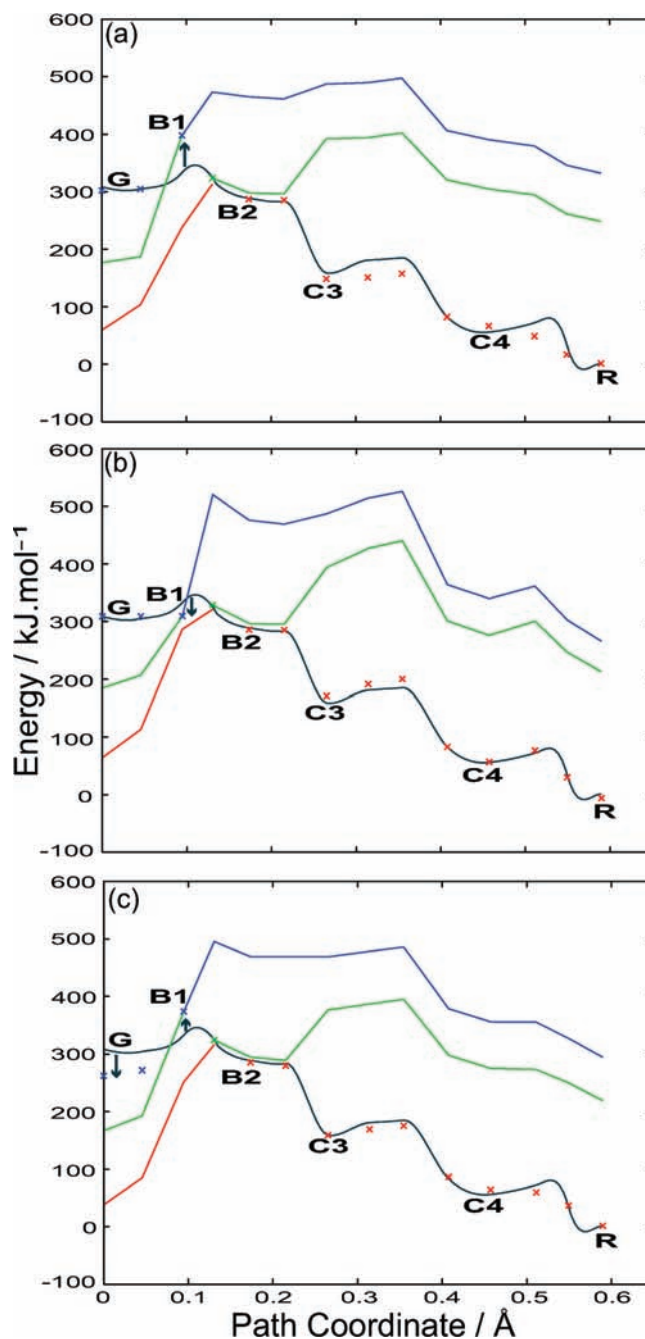 (a)
600
500
400
300
200
100
0
-100
G
B1
B2
C3
C4
R
(b)
600
500
400
300
200
100
0
-100
G
B1
B2
C3
C4
R
Energy / kJ.mol⁻¹
(c)
600
500
400
300
200
100
0
-100
G
B1
B2
C3
C4
R
0 0.1 0.2 0.3 0.4 0.5 0.6
Path Coordinate / Å